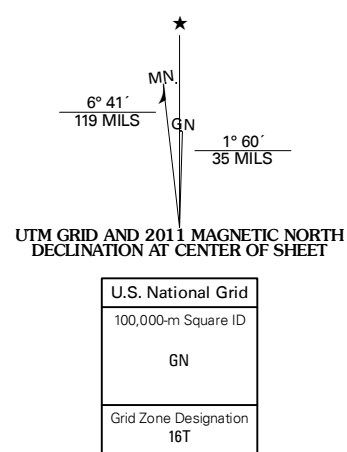 ★
MN.
6° 41´
119 MILS
GN
1° 60´
35 MILS
UTM GRID AND 2011 MAGNETIC NORTH
DECLINATION AT CENTER OF SHEET
U.S. National Grid
100,000-m Square ID
GN
Grid Zone Designation
16T